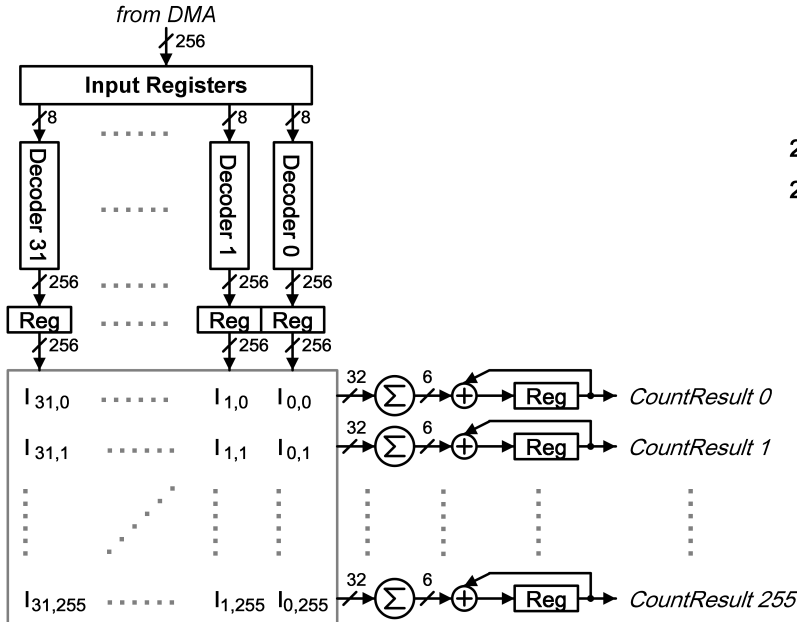 from DMA
256
Input Registers
8 8 8
Decoder 31 Decoder 1 Decoder 0
256 256 256
Reg Reg Reg
256 256 256
I31,0 I1,0 I0,0 32 Σ 6 + Reg CountResult 0
I31,1 I1,1 I0,1 32 Σ 6 + Reg CountResult 1
I31,255 I1,255 I0,255 32 Σ 6 + Reg CountResult 255